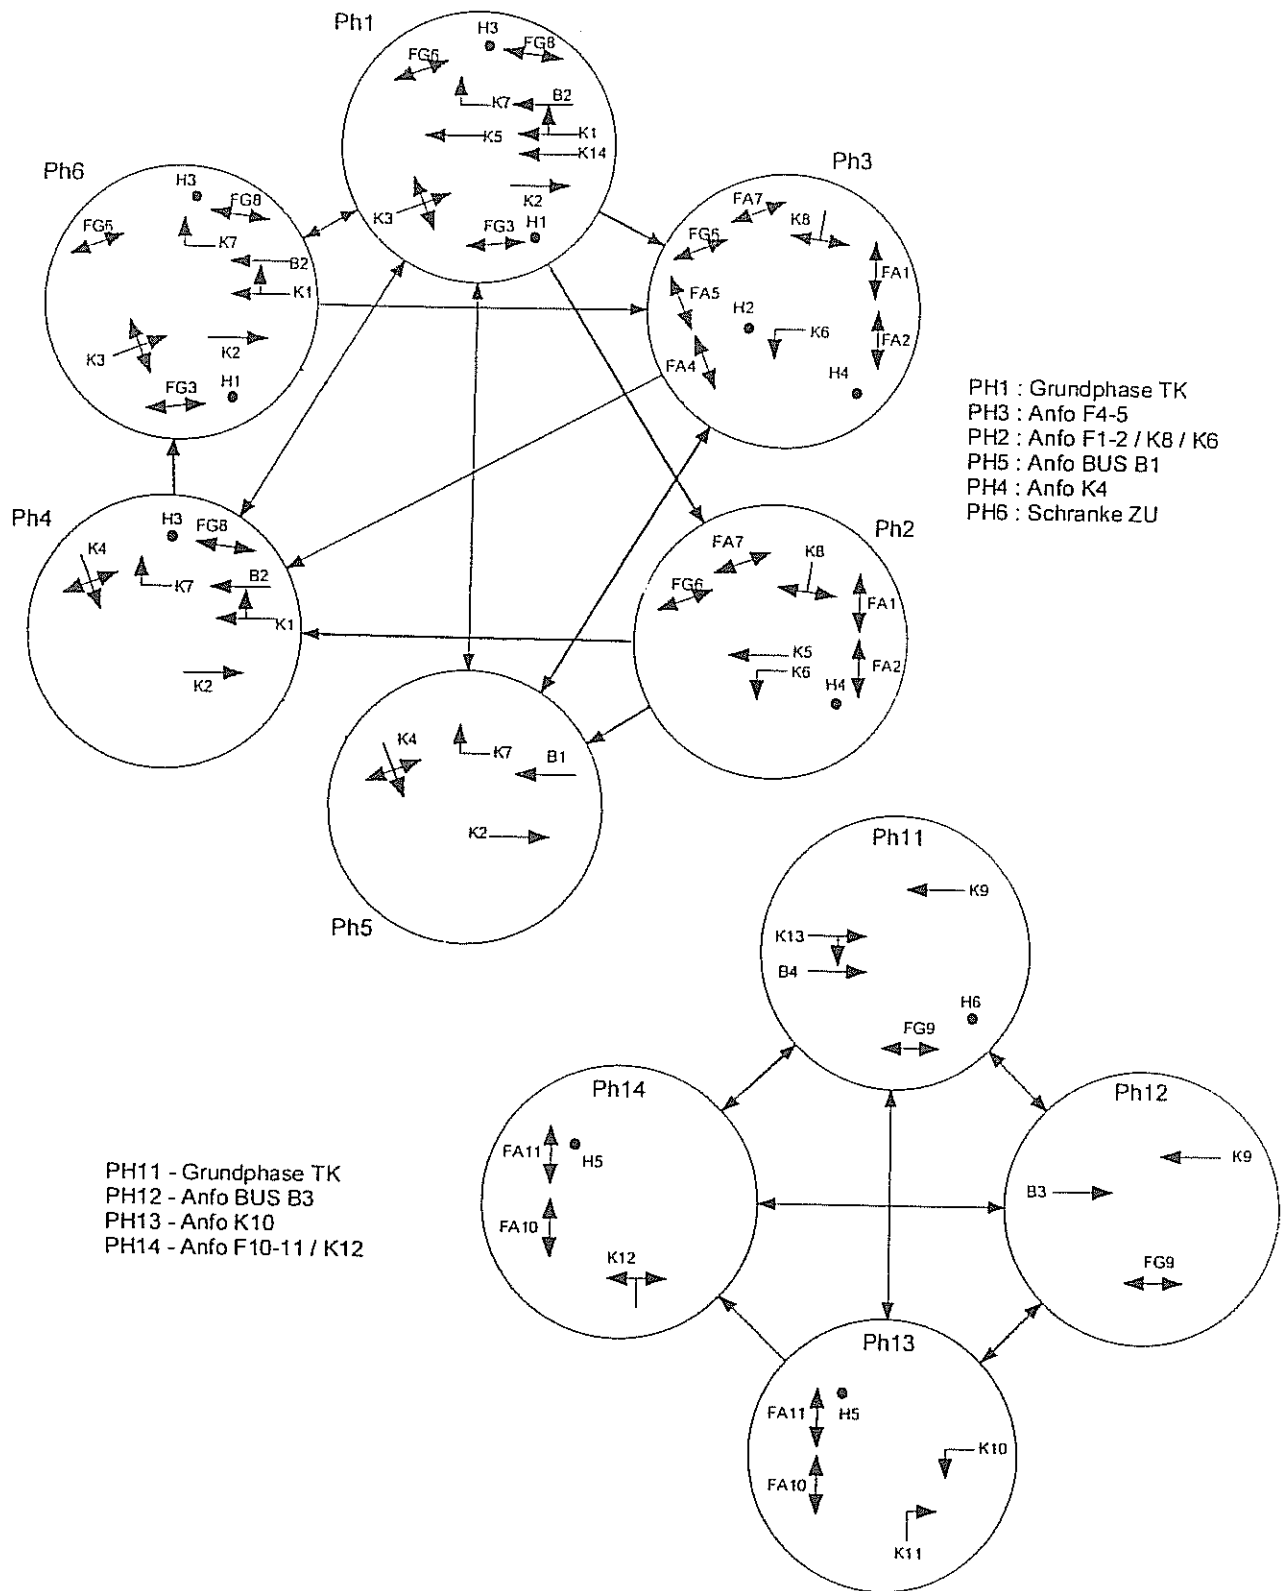 Ph1
H3
FG6
FG8
K7
B2
K5
K1
K14
K3
K2
FG3
H1
Ph6
H3
FG6
FG8
K7
B2
K1
K3
K2
FG3
H1
Ph3
FA7
K8
FG6
FA1
FA5
H2
K6
FA2
FA4
H4
PH1 : Grundphase TK
PH3 : Anfo F4-5
PH2 : Anfo F1-2 / K8 / K6
PH5 : Anfo BUS B1
PH4 : Anfo K4
PH6 : Schranke ZU
Ph4
H3
FG8
K4
K7
B2
K1
K2
Ph2
FA7
K8
FG6
FA1
K5
K6
FA2
H4
Ph5
K4
K7
B1
K2
Ph11
K9
K13
B4
H6
FG9
Ph14
FA11
H5
FA10
K12
Ph12
K9
B3
FG9
PH11 - Grundphase TK
PH12 - Anfo BUS B3
PH13 - Anfo K10
PH14 - Anfo F10-11 / K12
Ph13
FA11
H5
K10
FA10
K11